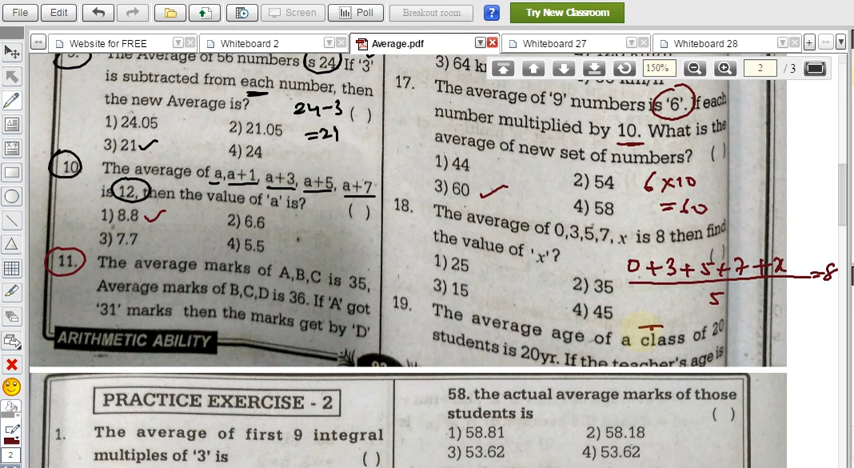 File
Edit
Screen
Poll
Breakout room
Try New Classroom
Website for FREE
Whiteboard 2
Average.pdf
Whiteboard 27
Whiteboard 28
150%
2 / 3
The Average of 56 numbers is 24. If '3'
is subtracted from each number, then
the new Average is? ( )
24-3
=21
1) 24.05 2) 21.05
3) 21 4) 24
10 The average of a,a+1, a+3, a+5, a+7
is 12, then the value of 'a' is? ( )
1) 8.8 2) 6.6
3) 7.7 4) 5.5
11. The average marks of A,B,C is 35,
Average marks of B,C,D is 36. If 'A' got
'31' marks then the marks get by 'D'
ARITHMETIC ABILITY
3) 64
17. The average of '9' numbers is '6'. If each
number multiplied by 10. What is the
average of new set of numbers? ( )
1) 44 2) 54
3) 60 4) 58
6×10
=60
18. The average of 0,3,5,7, x is 8 then find
the value of 'x'? ( )
1) 25 2) 35
3) 15 4) 45
0+3+5+7+x =8
5
19. The average age of a class of 20
students is 20yr. If the teacher's age is
PRACTICE EXERCISE - 2
1. The average of first 9 integral
multiples of '3' is ( )
58, the actual average marks of those
students is ( )
1) 58.81 2) 58.18
3) 53.62 4) 53.62
2